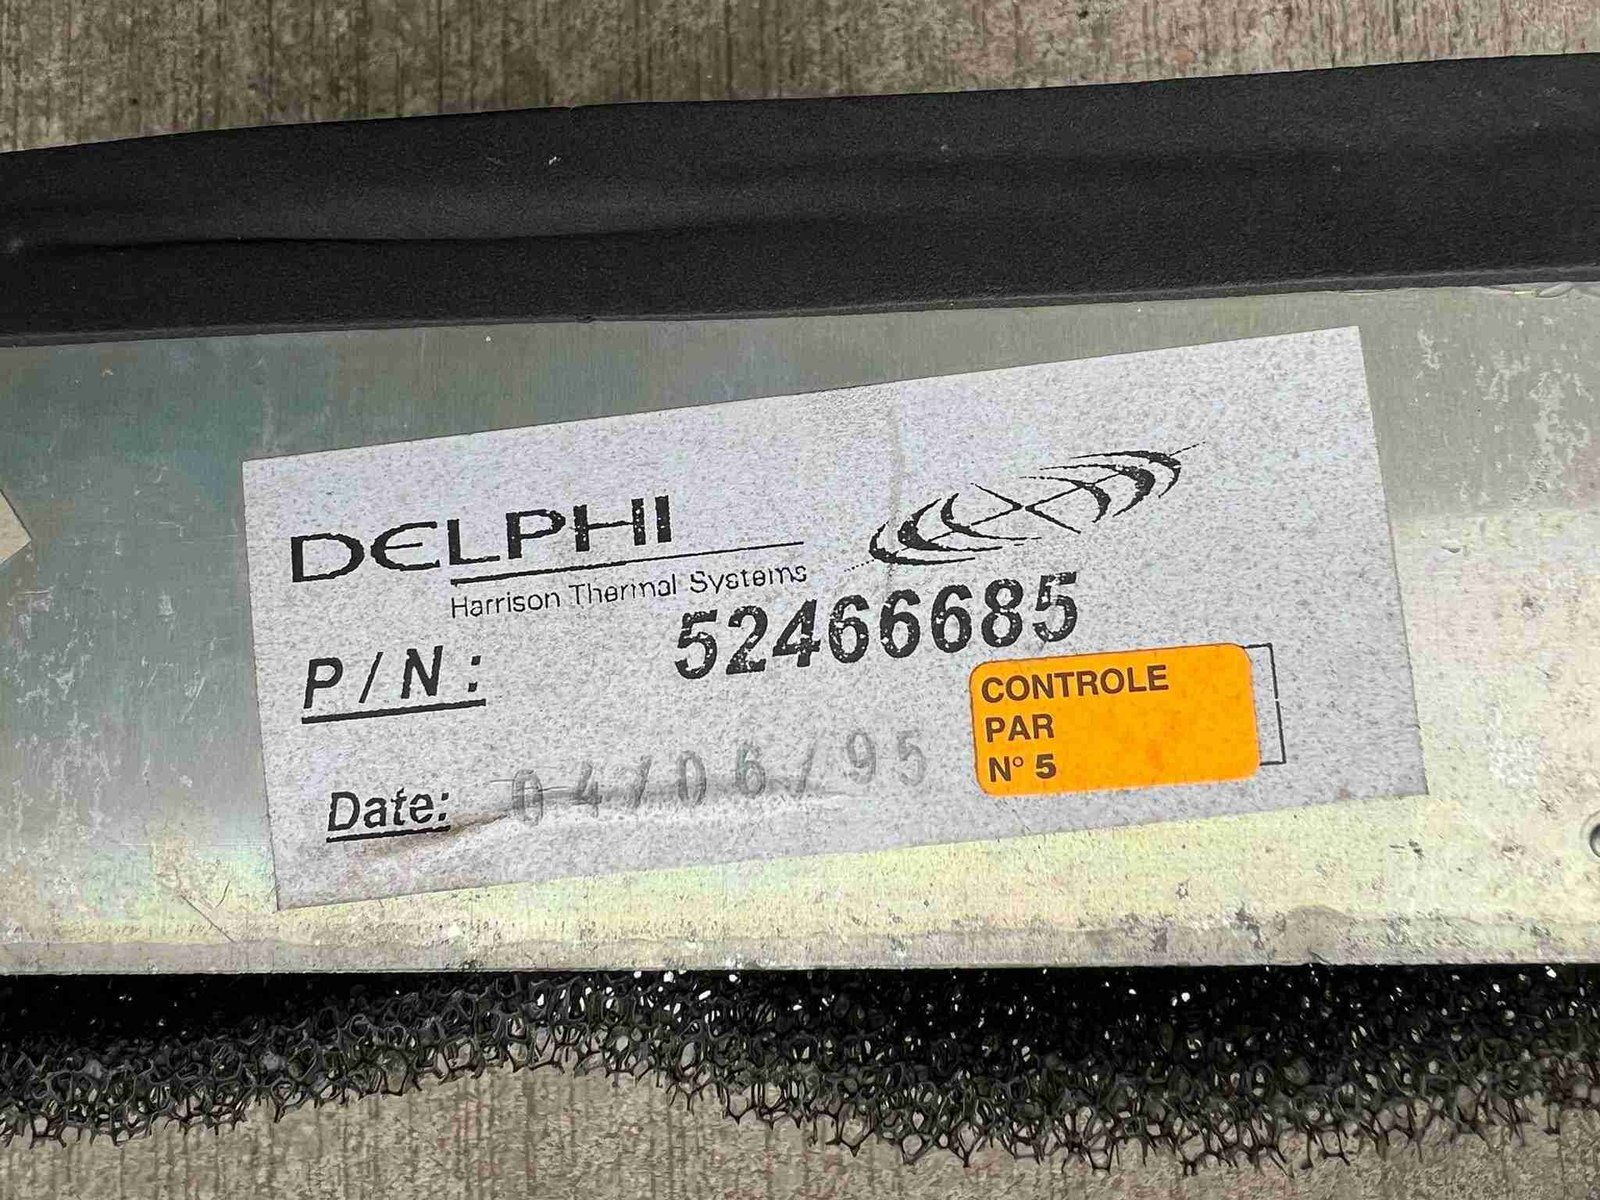 DELPHI
Harrison Thermal Systems
P/N: 52466685
Date: 04/06/95
CONTROLE
PAR
N° 5